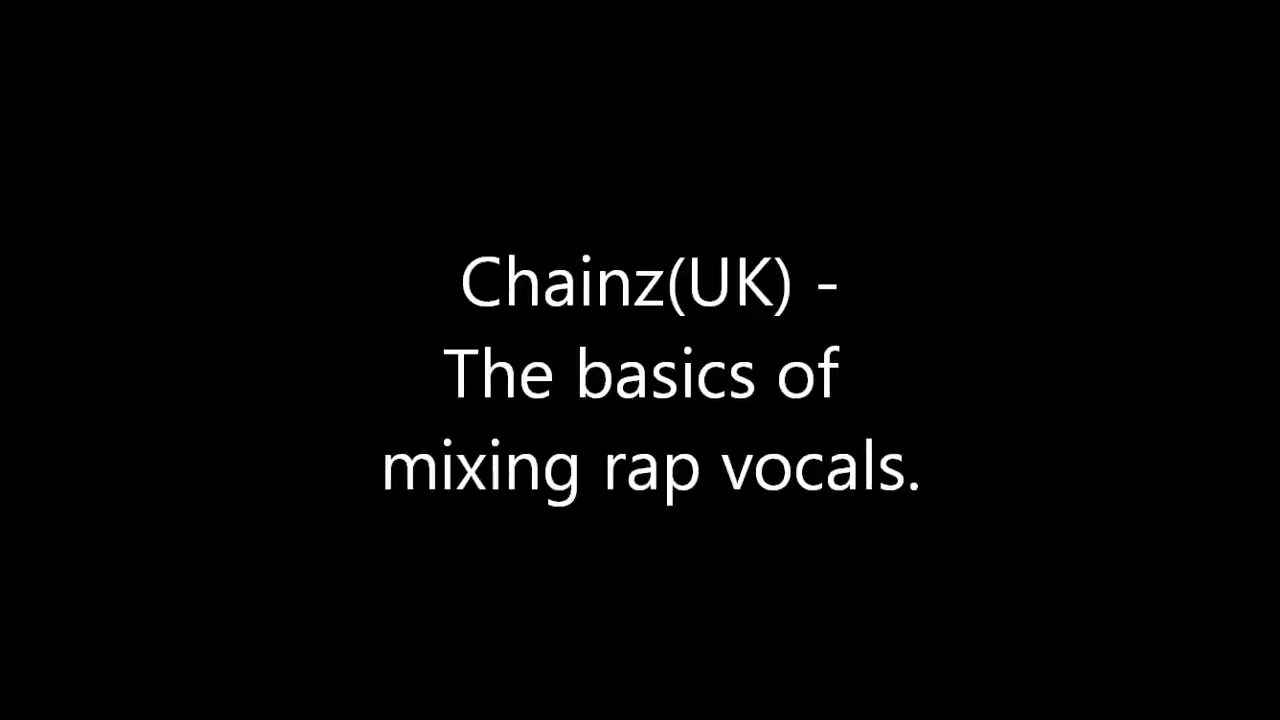 Chainz(UK) -
The basics of
mixing rap vocals.